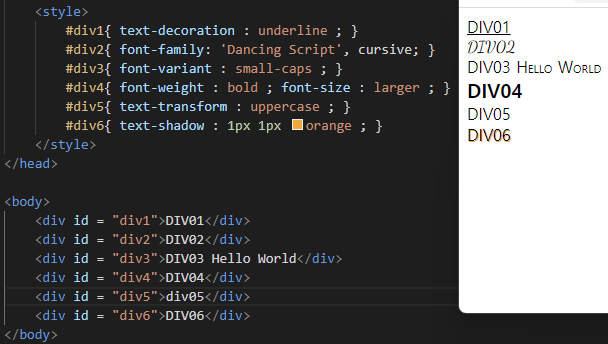 <style>
#div1{ text-decoration : underline ; }
#div2{ font-family: 'Dancing Script', cursive; }
#div3{ font-variant : small-caps ; }
#div4{ font-weight : bold ; font-size : larger ; }
#div5{ text-transform : uppercase ; }
#div6{ text-shadow : 1px 1px orange ; }
</style>
</head>
<body>
<div id = "div1">DIV01</div>
<div id = "div2">DIV02</div>
<div id = "div3">DIV03 Hello World</div>
<div id = "div4">DIV04</div>
<div id = "div5">div05</div>
<div id = "div6">DIV06</div>
</body>
DIV01
DIV02
DIV03 Hello World
DIV04
DIV05
DIV06